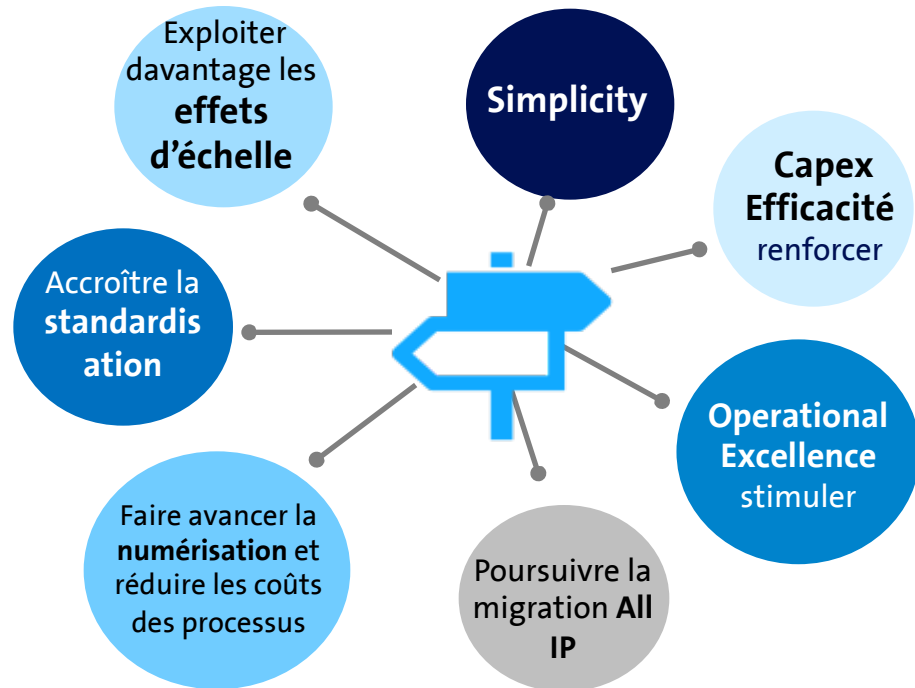 Exploiter
davantage les
effets
d'échelle
Simplicity
Capex
Efficacité
renforcer
Accroître la
standardis
ation
Operational
Excellence
stimuler
Faire avancer la
numérisation et
réduire les coûts
des processus
Poursuivre la
migration All
IP